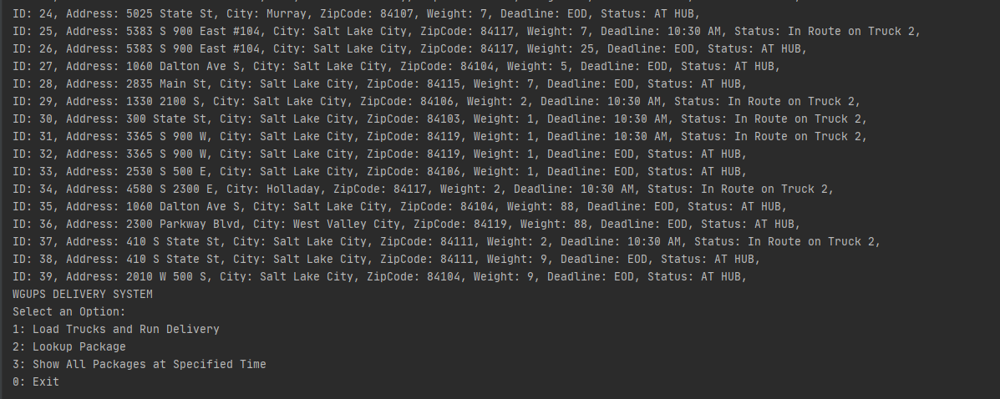 ID: 24, Address: 5025 State St, City: Murray, ZipCode: 84107, Weight: 7, Deadline: EOD, Status: AT HUB,
ID: 25, Address: 5383 S 900 East #104, City: Salt Lake City, ZipCode: 84117, Weight: 7, Deadline: 10:30 AM, Status: In Route on Truck 2,
ID: 26, Address: 5383 S 900 East #104, City: Salt Lake City, ZipCode: 84117, Weight: 25, Deadline: EOD, Status: AT HUB,
ID: 27, Address: 1060 Dalton Ave S, City: Salt Lake City, ZipCode: 84104, Weight: 5, Deadline: EOD, Status: AT HUB,
ID: 28, Address: 2835 Main St, City: Salt Lake City, ZipCode: 84115, Weight: 7, Deadline: EOD, Status: AT HUB,
ID: 29, Address: 1330 2100 S, City: Salt Lake City, ZipCode: 84106, Weight: 2, Deadline: 10:30 AM, Status: In Route on Truck 2,
ID: 30, Address: 300 State St, City: Salt Lake City, ZipCode: 84103, Weight: 1, Deadline: 10:30 AM, Status: In Route on Truck 2,
ID: 31, Address: 3365 S 900 W, City: Salt Lake City, ZipCode: 84119, Weight: 1, Deadline: 10:30 AM, Status: In Route on Truck 2,
ID: 32, Address: 3365 S 900 W, City: Salt Lake City, ZipCode: 84119, Weight: 1, Deadline: EOD, Status: AT HUB,
ID: 33, Address: 2530 S 500 E, City: Salt Lake City, ZipCode: 84106, Weight: 1, Deadline: EOD, Status: AT HUB,
ID: 34, Address: 4580 S 2300 E, City: Holladay, ZipCode: 84117, Weight: 2, Deadline: 10:30 AM, Status: In Route on Truck 2,
ID: 35, Address: 1060 Dalton Ave S, City: Salt Lake City, ZipCode: 84104, Weight: 88, Deadline: EOD, Status: AT HUB,
ID: 36, Address: 2300 Parkway Blvd, City: West Valley City, ZipCode: 84119, Weight: 88, Deadline: EOD, Status: AT HUB,
ID: 37, Address: 410 S State St, City: Salt Lake City, ZipCode: 84111, Weight: 2, Deadline: 10:30 AM, Status: In Route on Truck 2,
ID: 38, Address: 410 S State St, City: Salt Lake City, ZipCode: 84111, Weight: 9, Deadline: EOD, Status: AT HUB,
ID: 39, Address: 2010 W 500 S, City: Salt Lake City, ZipCode: 84104, Weight: 9, Deadline: EOD, Status: AT HUB,
WGUPS DELIVERY SYSTEM
Select an Option:
1: Load Trucks and Run Delivery
2: Lookup Package
3: Show All Packages at Specified Time
0: Exit